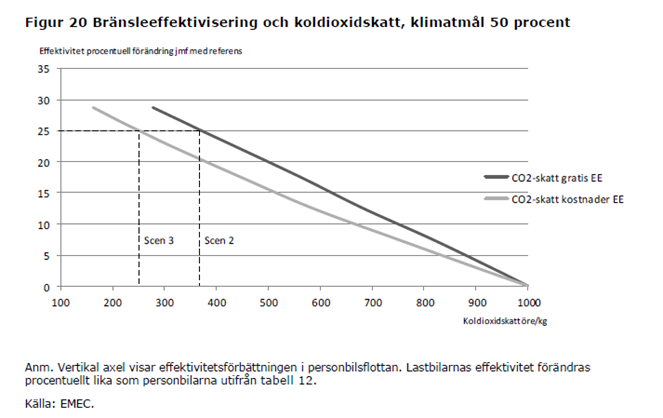 Figur 20 Bränsleeffektivisering och koldioxidskatt, klimatmål 50 procent
Effektivitet procentuell förändring jmf med referens
35
30
25
20
15
10
5
0
Scen 3
Scen 2
CO2-skatt gratis EE
CO2-skatt kostnader EE
100 200 300 400 500 600 700 800 900 1000
Koldioxidskatt öre/kg
Anm. Vertikal axel visar effektivitetsförbättningen i personbilsflottan. Lastbilarnas effektivitet förändras
procentuellt lika som personbilarna utifrån tabell 12.
Källa: EMEC.